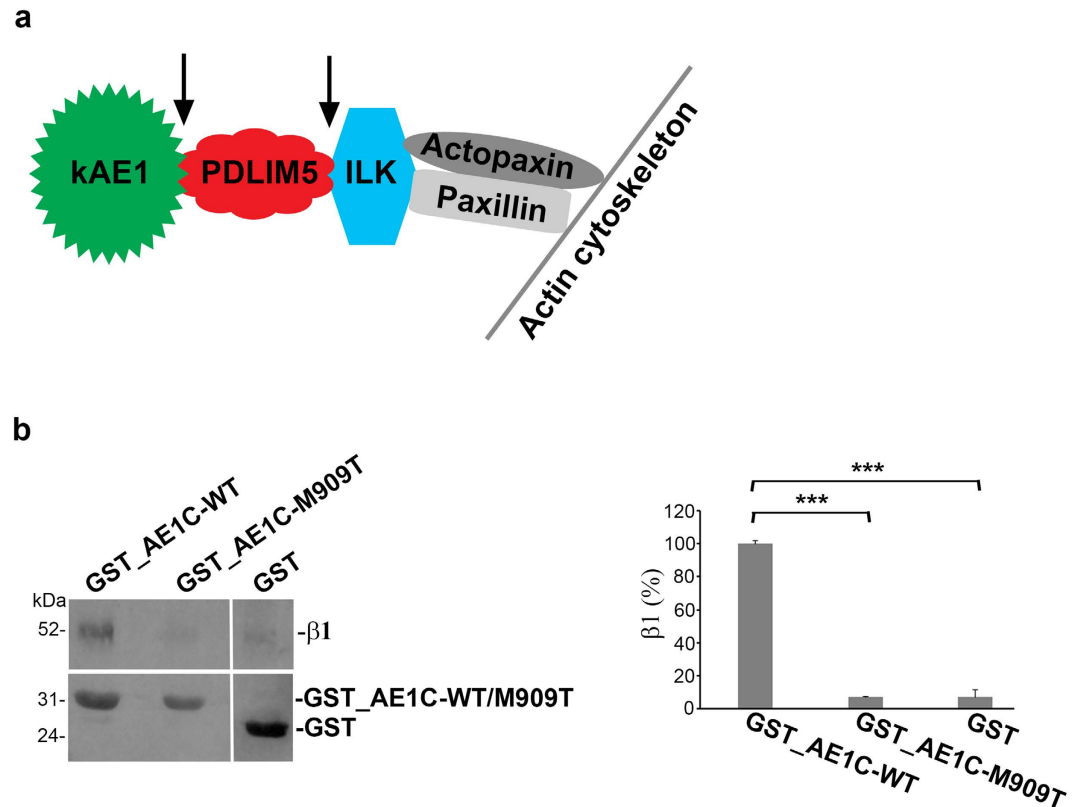 a
kAE1
PDLIM5
ILK
Actopaxin
Paxillin
Actin cytoskeleton
b
GST_AE1C-WT
GST_AE1C-M909T
GST
kDa
52-
-β1
31-
-GST_AE1C-WT/M909T
24-
-GST
***
***
β1 (%)
120
100
80
60
40
20
0
GST_AE1C-WT
GST_AE1C-M909T
GST